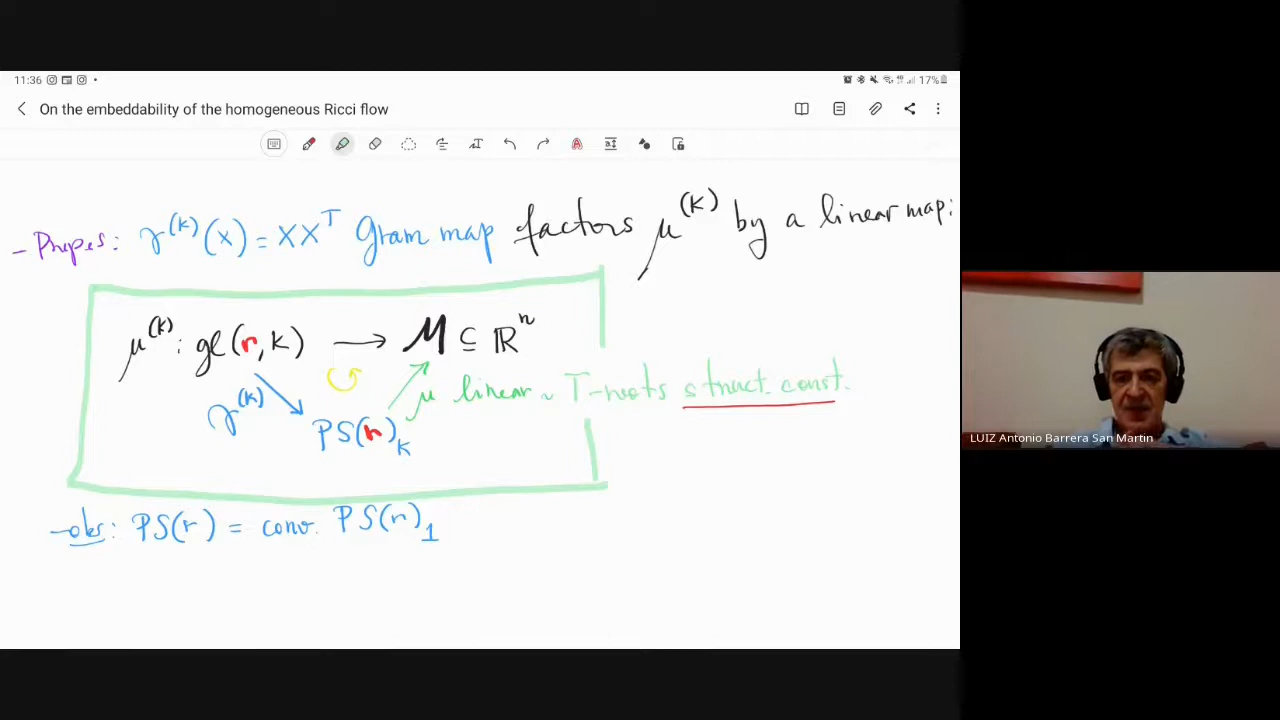 11:36 17%
On the embeddability of the homogeneous Ricci flow
- Propos: γ^(k)(X) = XX^T Gram map factors μ^(k) by a linear map:
μ^(k): gl(r,k) → M ⊆ ℝ^n
γ^(k) μ linear ~ T-roots struct. const.
PS(r)_k
- obs: PS(r) = conv. PS(r)_1
LUIZ Antonio Barrera San Martin